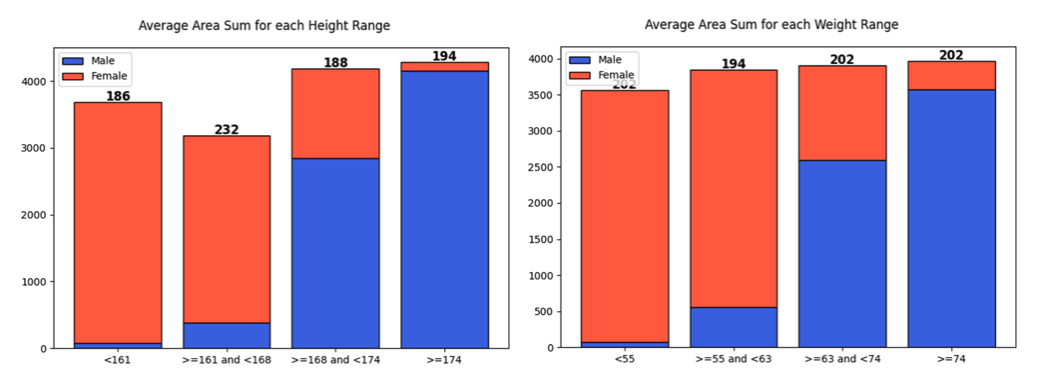 Average Area Sum for each Height Range
Male
Female
4000
3000
2000
1000
0
186
232
188
194
<161
>=161 and <168
>=168 and <174
>=174
Average Area Sum for each Weight Range
Male
Female
4000
3500
3000
2500
2000
1500
1000
500
0
202
194
202
202
<55
>=55 and <63
>=63 and <74
>=74